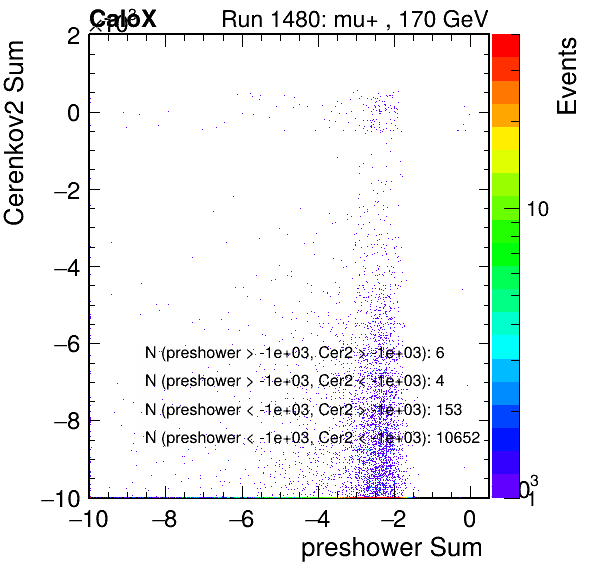 CaloX ×10³ Run 1480: mu+ , 170 GeV
Cerenkov2 Sum
Events
2
0
−2
−4
−6
−8
−10
10
1
N (preshower > -1e+03, Cer2 > -1e+03): 6
N (preshower > -1e+03, Cer2 < -1e+03): 4
N (preshower < -1e+03, Cer2 > -1e+03): 153
N (preshower < -1e+03, Cer2 < -1e+03): 10652
−10 −8 −6 −4 −2 0
preshower Sum